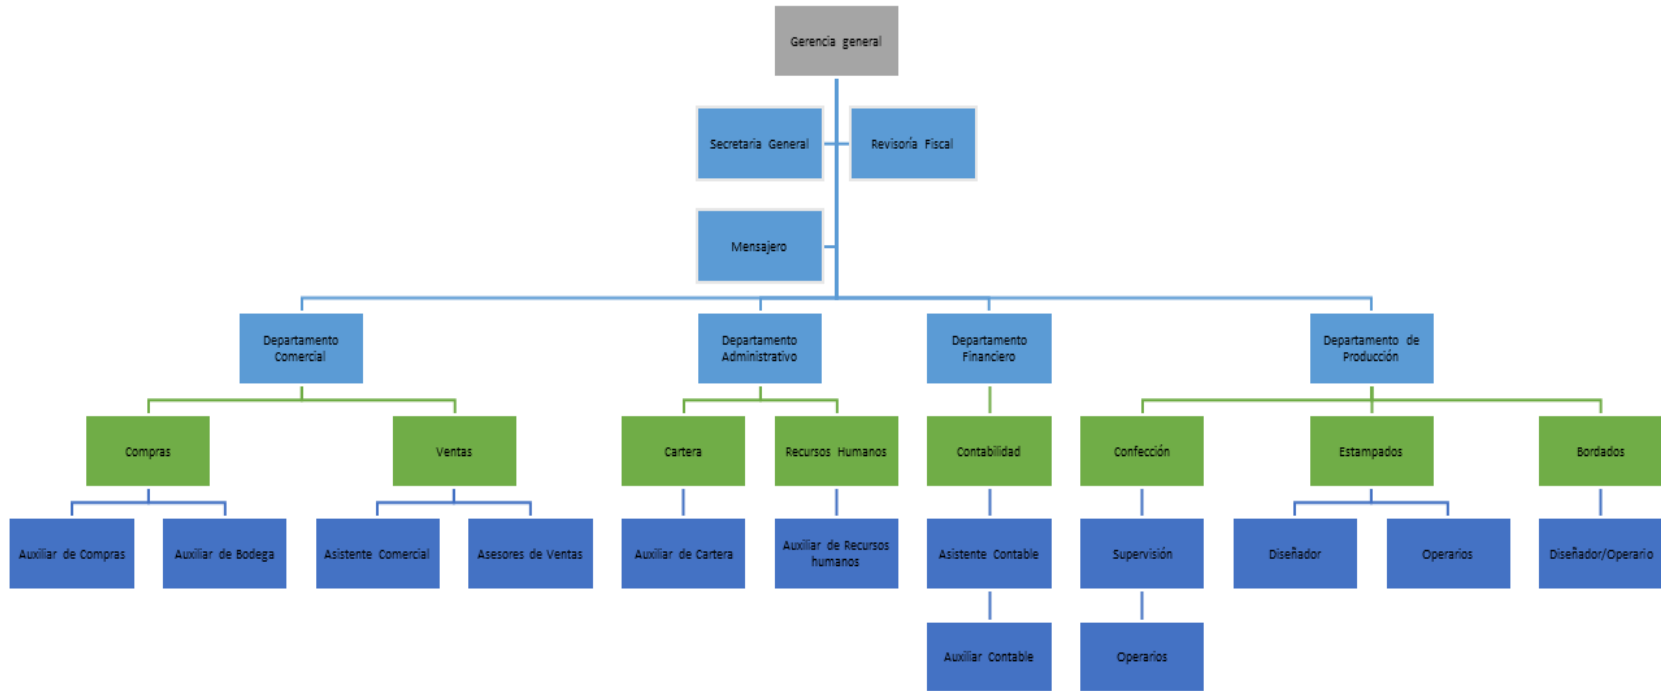 Gerencia general
Secretaria General
Revisoría Fiscal
Mensajero
Departamento
Comercial
Departamento
Administrativo
Departamento
Financiero
Departamento de
Producción
Compras
Ventas
Cartera
Recursos Humanos
Contabilidad
Confección
Estampados
Bordados
Auxiliar de Compras
Auxiliar de Bodega
Asistente Comercial
Asesores de Ventas
Auxiliar de Cartera
Auxiliar de Recursos
humanos
Asistente Contable
Supervisión
Diseñador
Operarios
Diseñador/Operario
Auxiliar Contable
Operarios